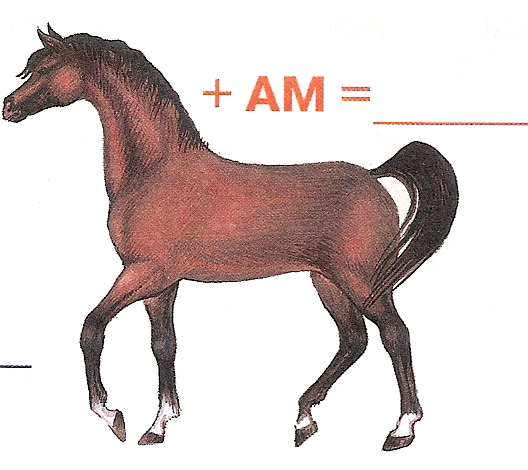 + AM =